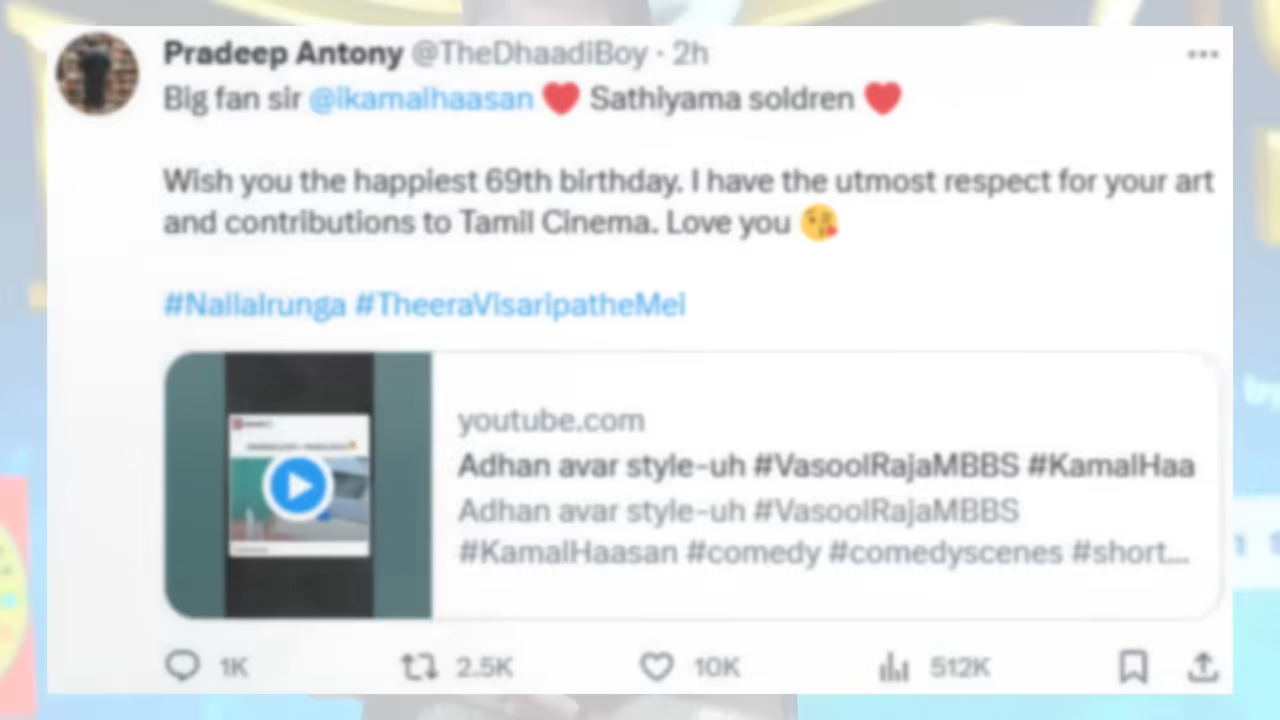 Pradeep Antony @TheDhaadiBoy · 2h
Big fan sir @ikamalhaasan ❤️ Sathiyama soldren ❤️
Wish you the happiest 69th birthday. I have the utmost respect for your art
and contributions to Tamil Cinema. Love you 😘
#NallaIrunga #TheeraVisaripatheMei
youtube.com
Adhan avar style-uh #VasoolRajaMBBS #KamalHaa
Adhan avar style-uh #VasoolRajaMBBS
#KamalHaasan #comedy #comedyscenes #short...
1K 2.5K 10K 512K